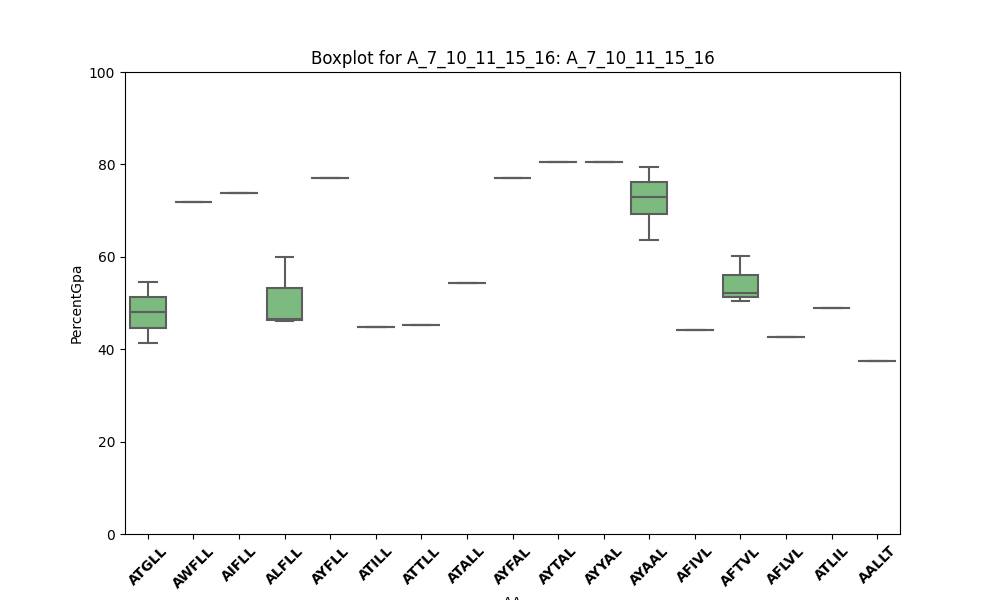 Boxplot for A_7_10_11_15_16: A_7_10_11_15_16
PercentGpa
100
80
60
40
20
0
ATGLL
AWFLL
AIFLL
ALFLL
AYFLL
ATILL
ATTLL
ATALL
AYFAL
AYTAL
AYYAL
AYAAL
AFIVL
AFTVL
AFLVL
ATLIL
AALLT